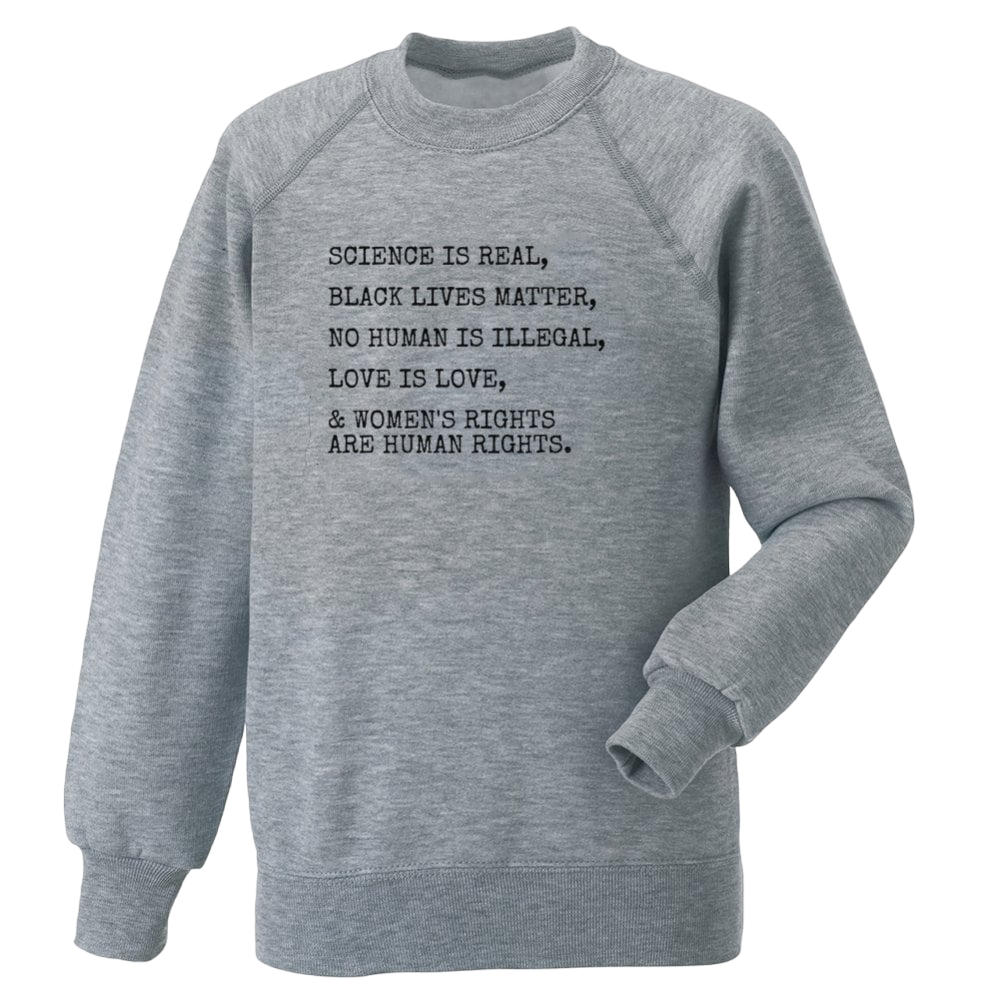 SCIENCE IS REAL,
BLACK LIVES MATTER,
NO HUMAN IS ILLEGAL,
LOVE IS LOVE,
& WOMEN'S RIGHTS
ARE HUMAN RIGHTS.